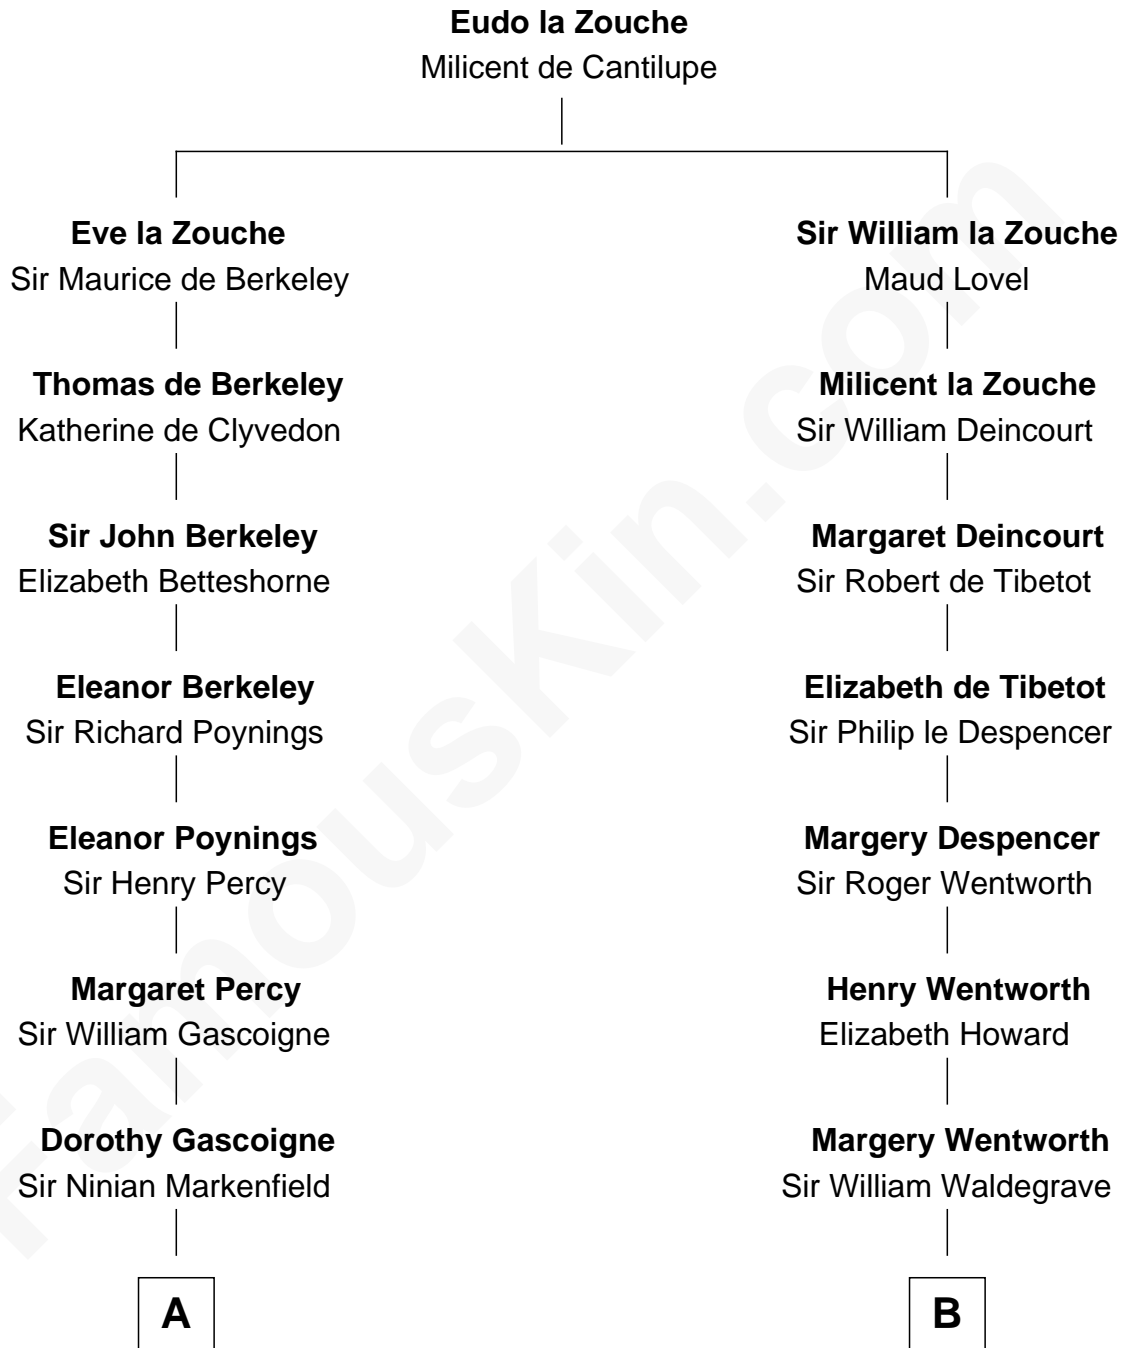 Eudo la Zouche
Milicent de Cantilupe
Eve la Zouche
Sir Maurice de Berkeley
Sir William la Zouche
Maud Lovel
Thomas de Berkeley
Katherine de Clyvedon
Milicent la Zouche
Sir William Deincourt
Sir John Berkeley
Elizabeth Betteshorne
Margaret Deincourt
Sir Robert de Tibetot
Eleanor Berkeley
Sir Richard Poynings
Elizabeth de Tibetot
Sir Philip le Despencer
Eleanor Poynings
Sir Henry Percy
Margery Despencer
Sir Roger Wentworth
Margaret Percy
Sir William Gascoigne
Henry Wentworth
Elizabeth Howard
Dorothy Gascoigne
Sir Ninian Markenfield
Margery Wentworth
Sir William Waldegrave
A
B
FamousKin.com